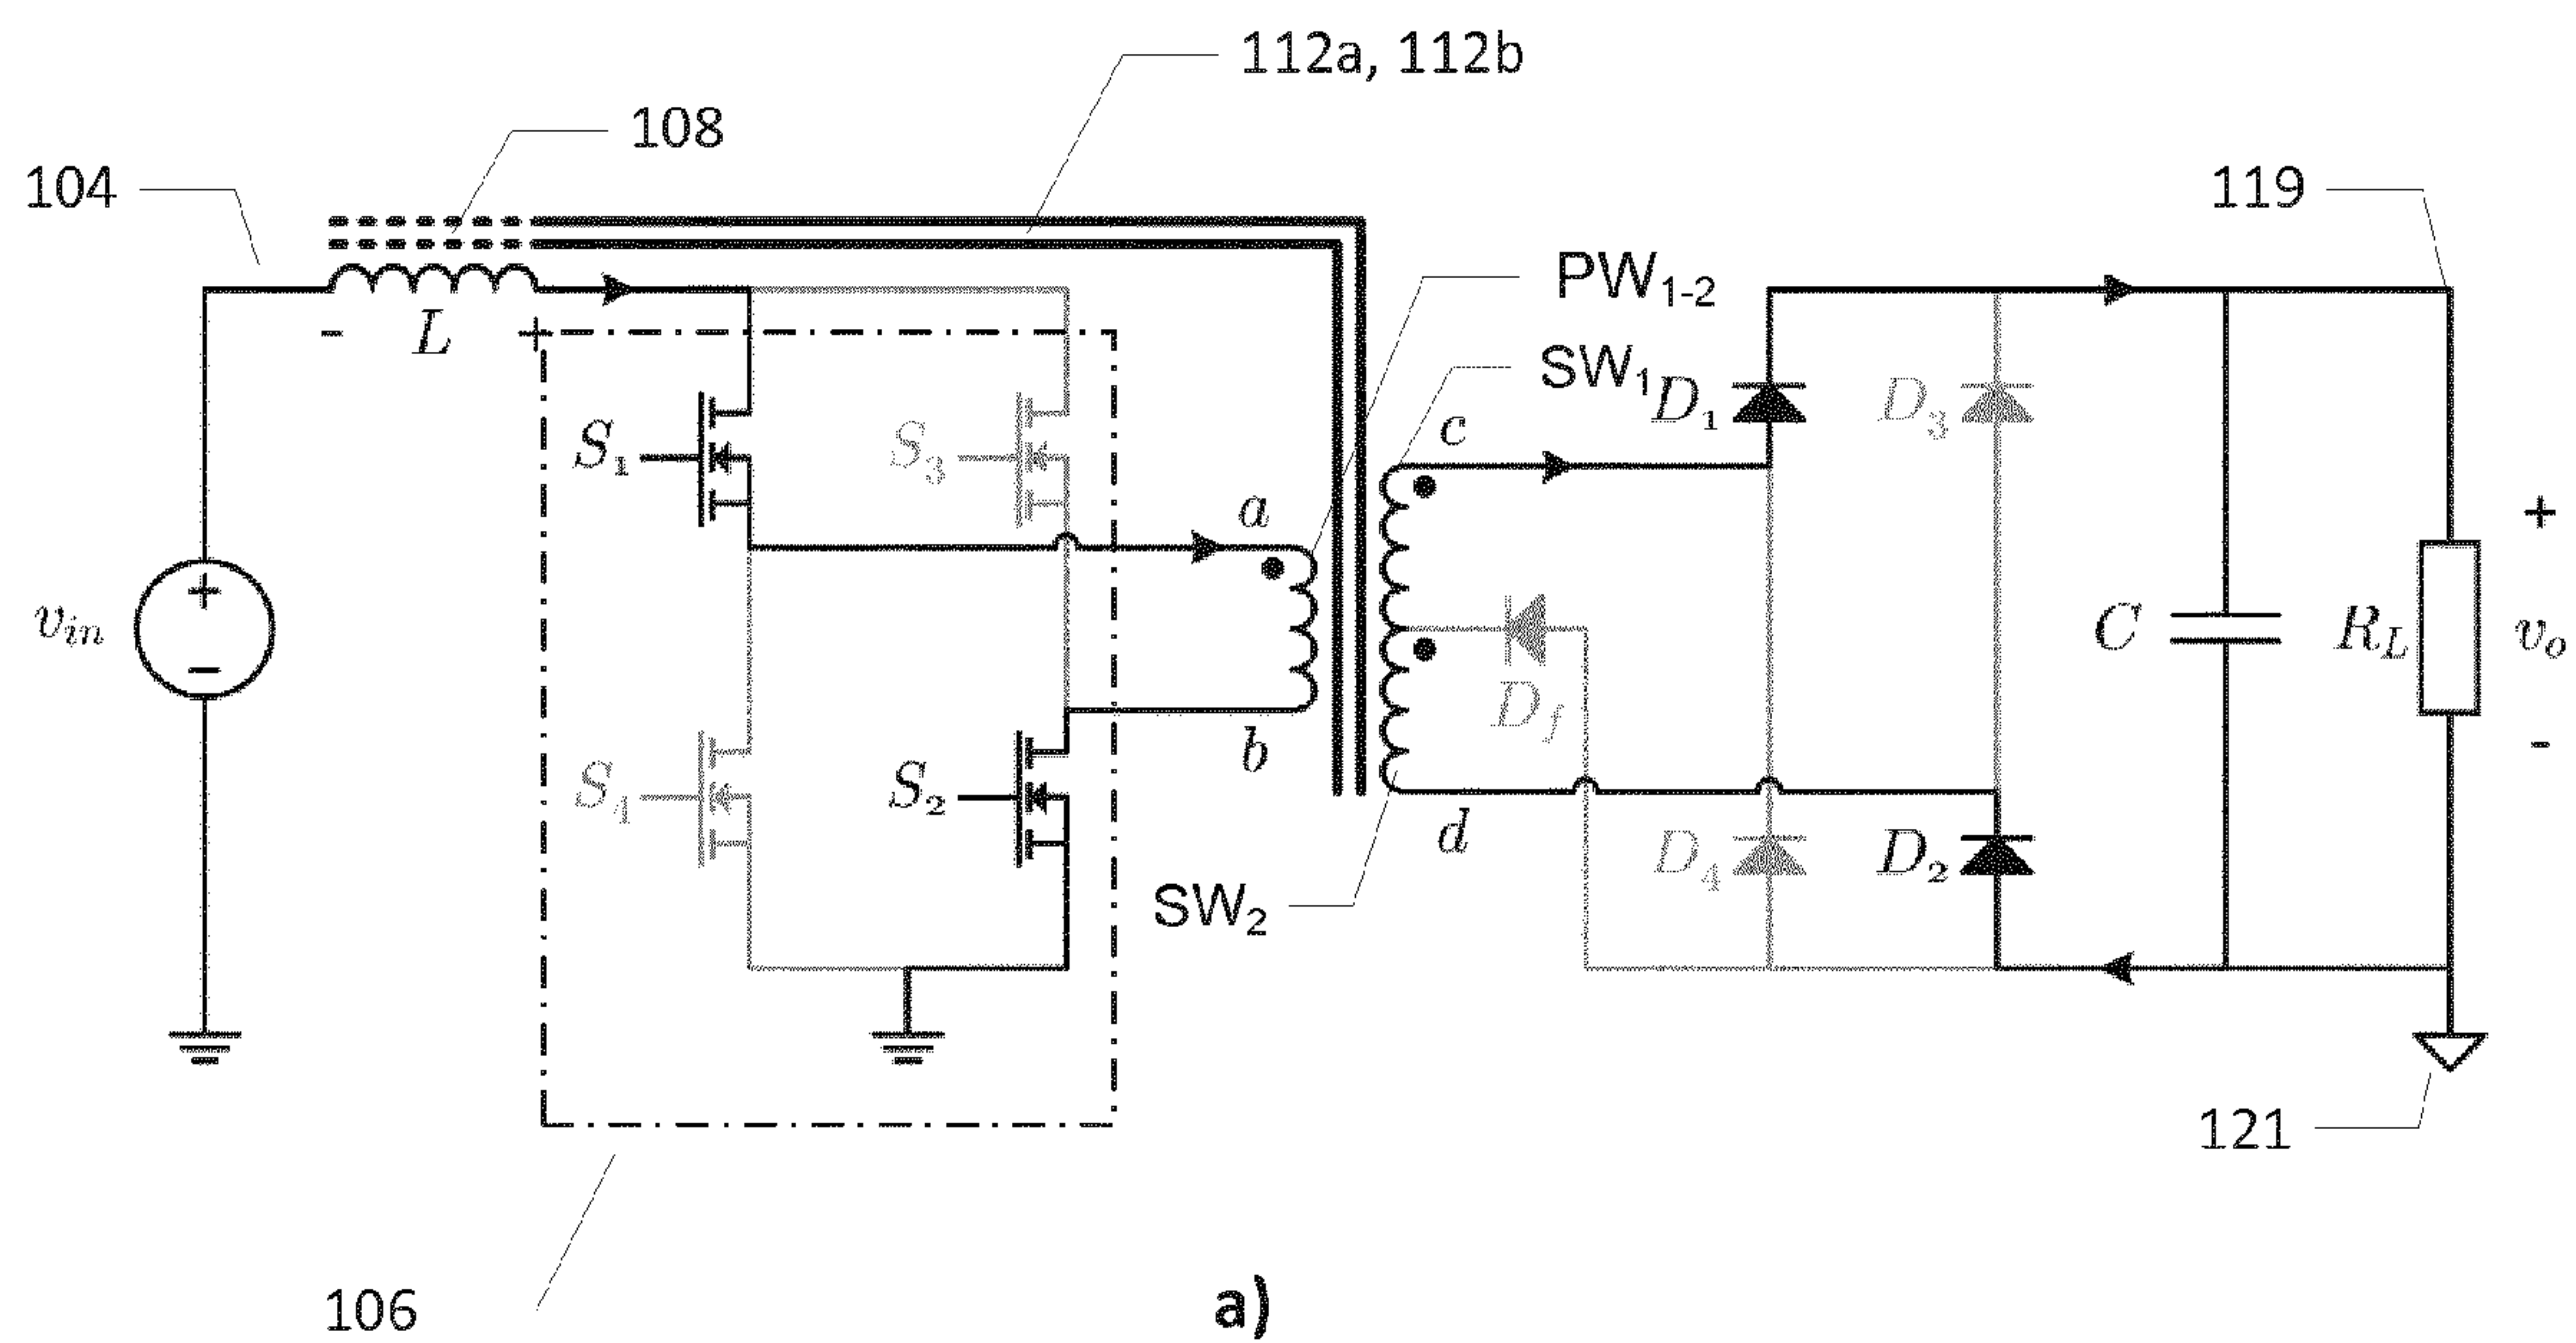 112a, 112b
108
104
119
PW1-2
SW1
D1
D3
- L +
c
S1
S3
a
+
+
vin
−
C
RL
vo
Df
-
b
S4
S2
d
D4
D2
SW2
121
106
a)